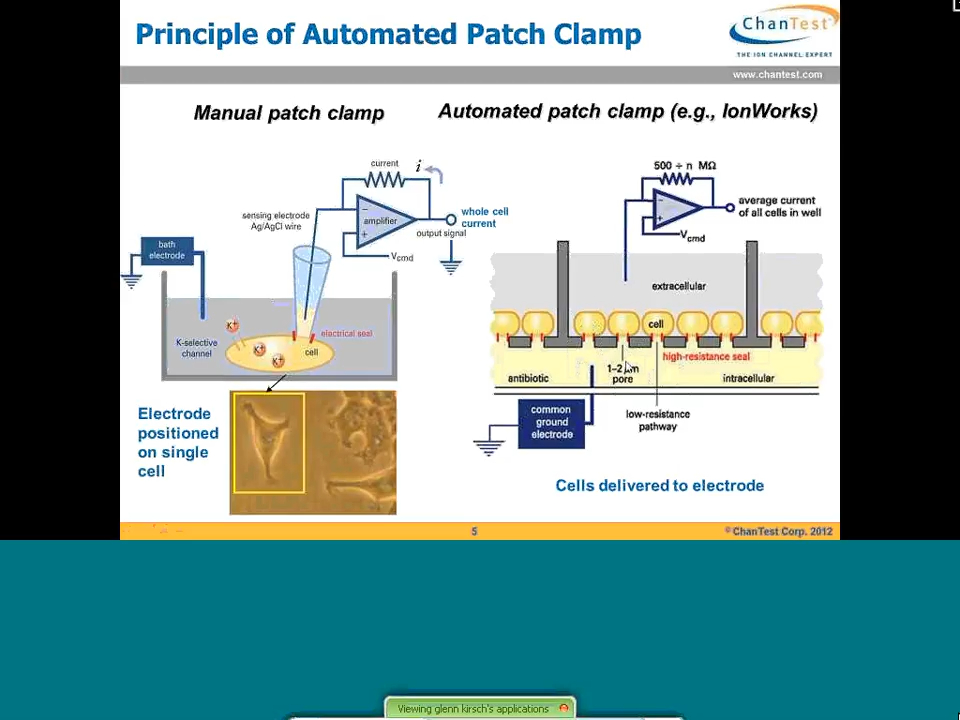 Principle of Automated Patch Clamp
ChanTest
THE ION CHANNEL EXPERT
www.chantest.com
Manual patch clamp
Automated patch clamp (e.g., IonWorks)
current
i
sensing electrode
Ag/AgCl wire
amplifier
−
+
whole cell
current
output signal
Vcmd
bath
electrode
K-selective
channel
K+
K+
K+
electrical seal
cell
Electrode
positioned
on single
cell
500 ÷ n MΩ
−
+
average current
of all cells in well
Vcmd
extracellular
cell
high-resistance seal
1–2 µm
pore
antibiotic
intracellular
common
ground
electrode
low-resistance
pathway
Cells delivered to electrode
5
©ChanTest Corp. 2012
Viewing glenn kirsch's applications